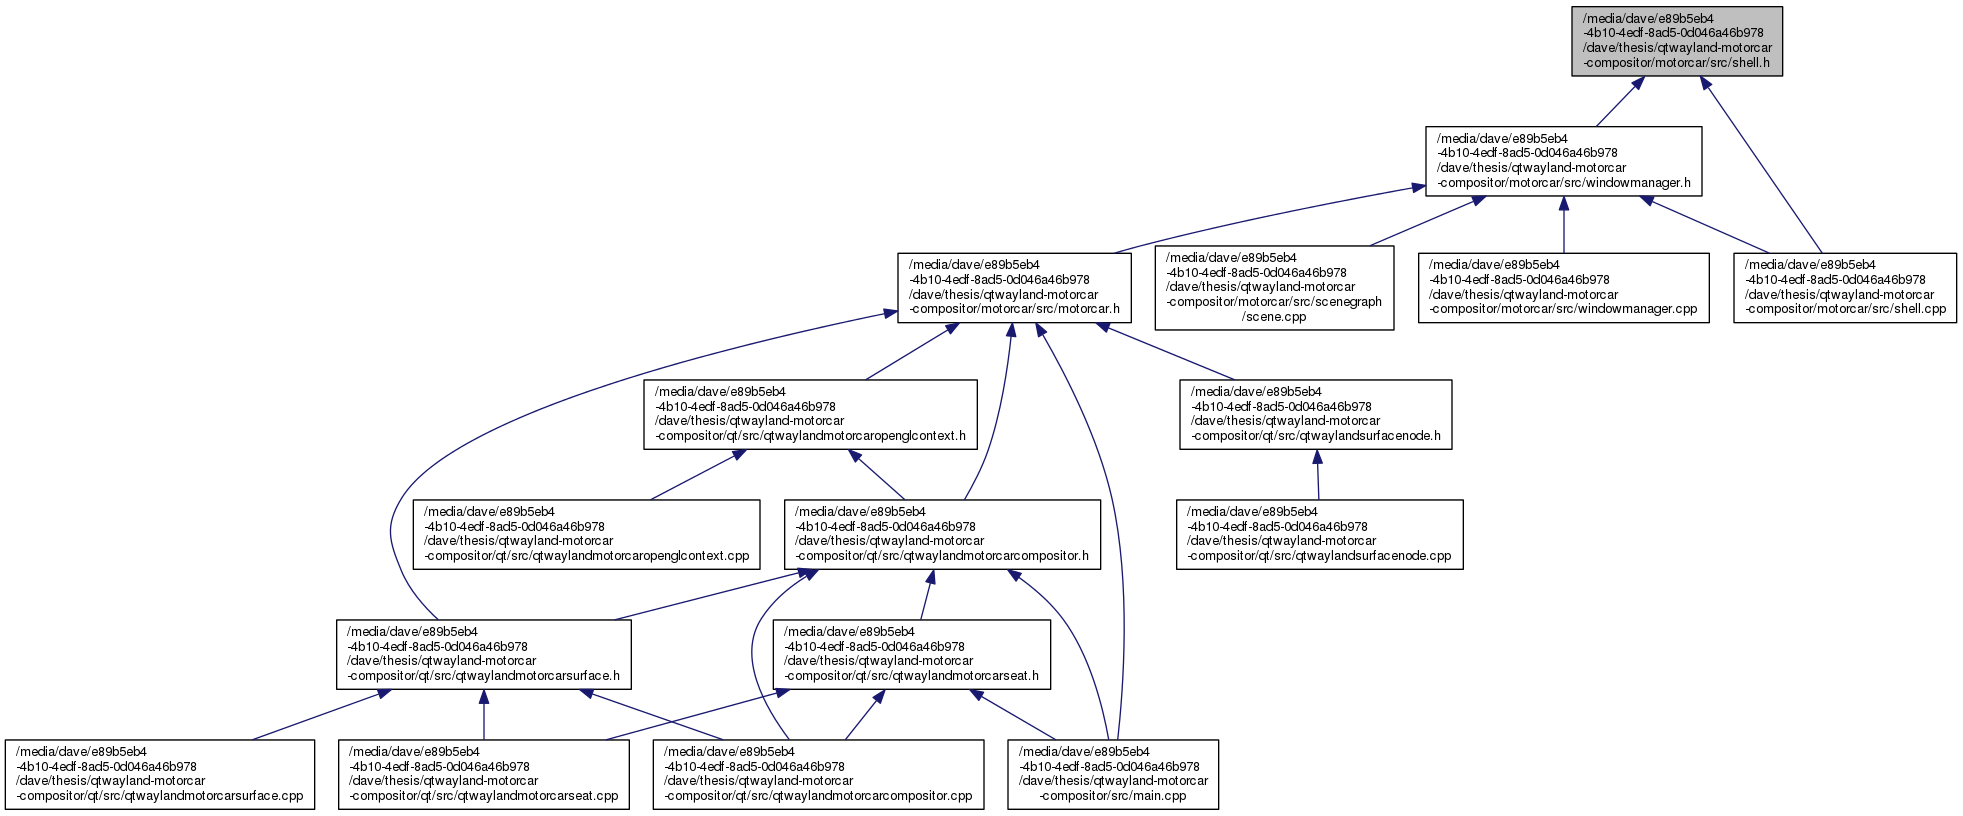 /media/dave/e89b5eb4
-4b10-4edf-8ad5-0d046a46b978
/dave/thesis/qtwayland-motorcar
-compositor/motorcar/src/shell.h
/media/dave/e89b5eb4
-4b10-4edf-8ad5-0d046a46b978
/dave/thesis/qtwayland-motorcar
-compositor/motorcar/src/windowmanager.h
/media/dave/e89b5eb4
-4b10-4edf-8ad5-0d046a46b978
/dave/thesis/qtwayland-motorcar
-compositor/motorcar/src/motorcar.h
/media/dave/e89b5eb4
-4b10-4edf-8ad5-0d046a46b978
/dave/thesis/qtwayland-motorcar
-compositor/motorcar/src/scenegraph
/scene.cpp
/media/dave/e89b5eb4
-4b10-4edf-8ad5-0d046a46b978
/dave/thesis/qtwayland-motorcar
-compositor/motorcar/src/windowmanager.cpp
/media/dave/e89b5eb4
-4b10-4edf-8ad5-0d046a46b978
/dave/thesis/qtwayland-motorcar
-compositor/motorcar/src/shell.cpp
/media/dave/e89b5eb4
-4b10-4edf-8ad5-0d046a46b978
/dave/thesis/qtwayland-motorcar
-compositor/qt/src/qtwaylandmotorcaropenglcontext.h
/media/dave/e89b5eb4
-4b10-4edf-8ad5-0d046a46b978
/dave/thesis/qtwayland-motorcar
-compositor/qt/src/qtwaylandsurfacenode.h
/media/dave/e89b5eb4
-4b10-4edf-8ad5-0d046a46b978
/dave/thesis/qtwayland-motorcar
-compositor/qt/src/qtwaylandmotorcaropenglcontext.cpp
/media/dave/e89b5eb4
-4b10-4edf-8ad5-0d046a46b978
/dave/thesis/qtwayland-motorcar
-compositor/qt/src/qtwaylandmotorcarcompositor.h
/media/dave/e89b5eb4
-4b10-4edf-8ad5-0d046a46b978
/dave/thesis/qtwayland-motorcar
-compositor/qt/src/qtwaylandsurfacenode.cpp
/media/dave/e89b5eb4
-4b10-4edf-8ad5-0d046a46b978
/dave/thesis/qtwayland-motorcar
-compositor/qt/src/qtwaylandmotorcarsurface.h
/media/dave/e89b5eb4
-4b10-4edf-8ad5-0d046a46b978
/dave/thesis/qtwayland-motorcar
-compositor/qt/src/qtwaylandmotorcarseat.h
/media/dave/e89b5eb4
-4b10-4edf-8ad5-0d046a46b978
/dave/thesis/qtwayland-motorcar
-compositor/qt/src/qtwaylandmotorcarsurface.cpp
/media/dave/e89b5eb4
-4b10-4edf-8ad5-0d046a46b978
/dave/thesis/qtwayland-motorcar
-compositor/qt/src/qtwaylandmotorcarseat.cpp
/media/dave/e89b5eb4
-4b10-4edf-8ad5-0d046a46b978
/dave/thesis/qtwayland-motorcar
-compositor/qt/src/qtwaylandmotorcarcompositor.cpp
/media/dave/e89b5eb4
-4b10-4edf-8ad5-0d046a46b978
/dave/thesis/qtwayland-motorcar
-compositor/src/main.cpp